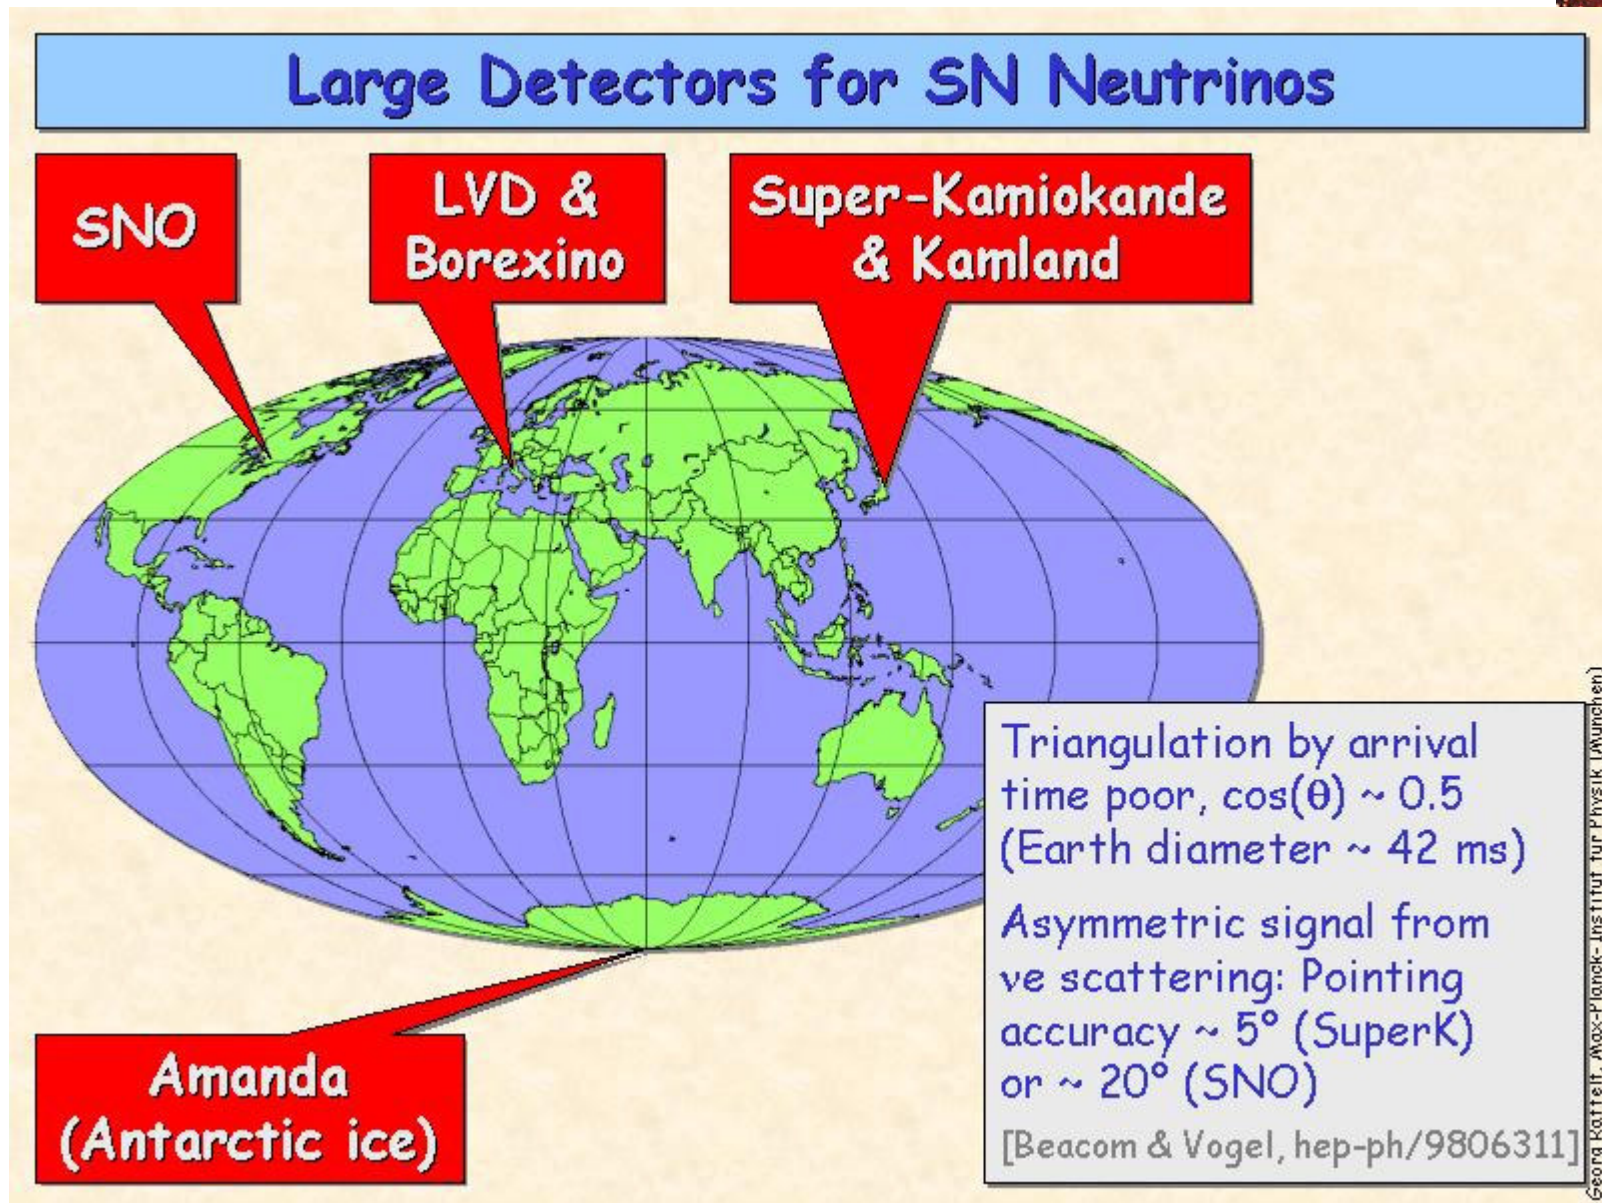 Large Detectors for SN Neutrinos
SNO
LVD &
Borexino
Super-Kamiokande
& Kamland
Amanda
(Antarctic ice)
Triangulation by arrival
time poor, cos(θ) ~ 0.5
(Earth diameter ~ 42 ms)
Asymmetric signal from
νe scattering: Pointing
accuracy ~ 5° (SuperK)
or ~ 20° (SNO)
[Beacom & Vogel, hep-ph/9806311]
Georg Raffelt, Max-Planck-Institut für Physik (München)